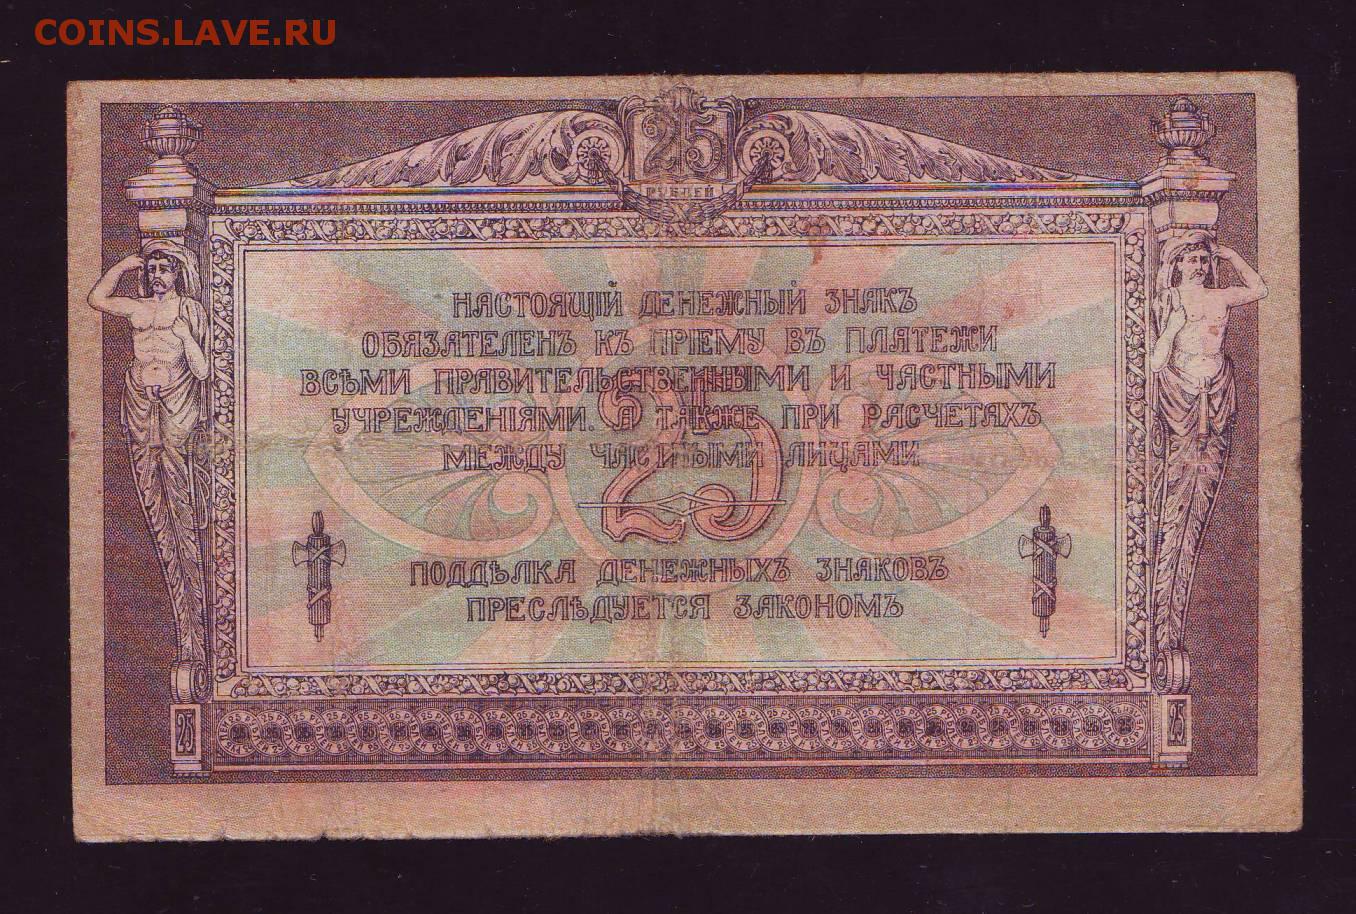 COINS.LAVE.RU
25
РУБЛЕЙ
НАСТОЯЩІЙ ДЕНЕЖНЫЙ ЗНАКЪ
ОБЯЗАТЕЛЕНЪ КЪ ПРІЕМУ ВЪ ПЛАТЕЖИ
ВСѢМИ ПРАВИТЕЛЬСТВЕННЫМИ И ЧАСТНЫМИ
УЧРЕЖДЕНІЯМИ. А ТАКЖЕ ПРИ РАСЧЕТАХЪ
МЕЖДУ ЧАСТНЫМИ ЛИЦАМИ
25
ПОДДѢЛКА ДЕНЕЖНЫХЪ ЗНАКОВЪ
ПРЕСЛѢДУЕТСЯ ЗАКОНОМЪ
25 25